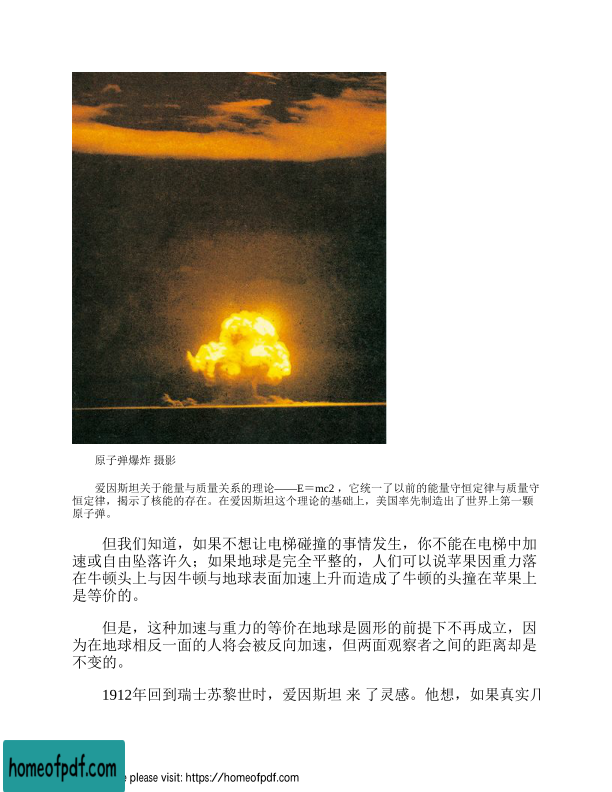 原子弹爆炸 摄影
爱因斯坦关于能量与质量关系的理论——E＝mc2 ，它统一了以前的能量守恒定律与质量守
恒定律，揭示了核能的存在。在爱因斯坦这个理论的基础上，美国率先制造出了世界上第一颗
原子弹。
但我们知道，如果不想让电梯碰撞的事情发生，你不能在电梯中加
速或自由坠落许久；如果地球是完全平整的，人们可以说苹果因重力落
在牛顿头上与因牛顿与地球表面加速上升而造成了牛顿的头撞在苹果上
是等价的。
但是，这种加速与重力的等价在地球是圆形的前提下不再成立，因
为在地球相反一面的人将会被反向加速，但两面观察者之间的距离却是
不变的。
1912年回到瑞士苏黎世时，爱因斯坦 来 了灵感。他想，如果真实几
homeofpdf.com
please visit: https://homeofpdf.com